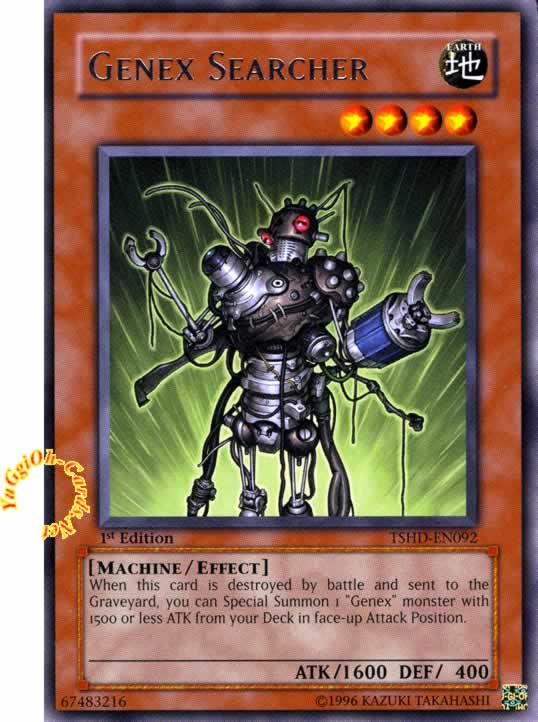 GENEX SEARCHER
EARTH
地
1st Edition
TSHD-EN092
[MACHINE/EFFECT]
When this card is destroyed by battle and sent to the
Graveyard, you can Special Summon 1 "Genex" monster with
1500 or less ATK from your Deck in face-up Attack Position.
ATK/1600 DEF/ 400
67483216
©1996 KAZUKI TAKAHASHI
YuGgiOh-Cards.Net